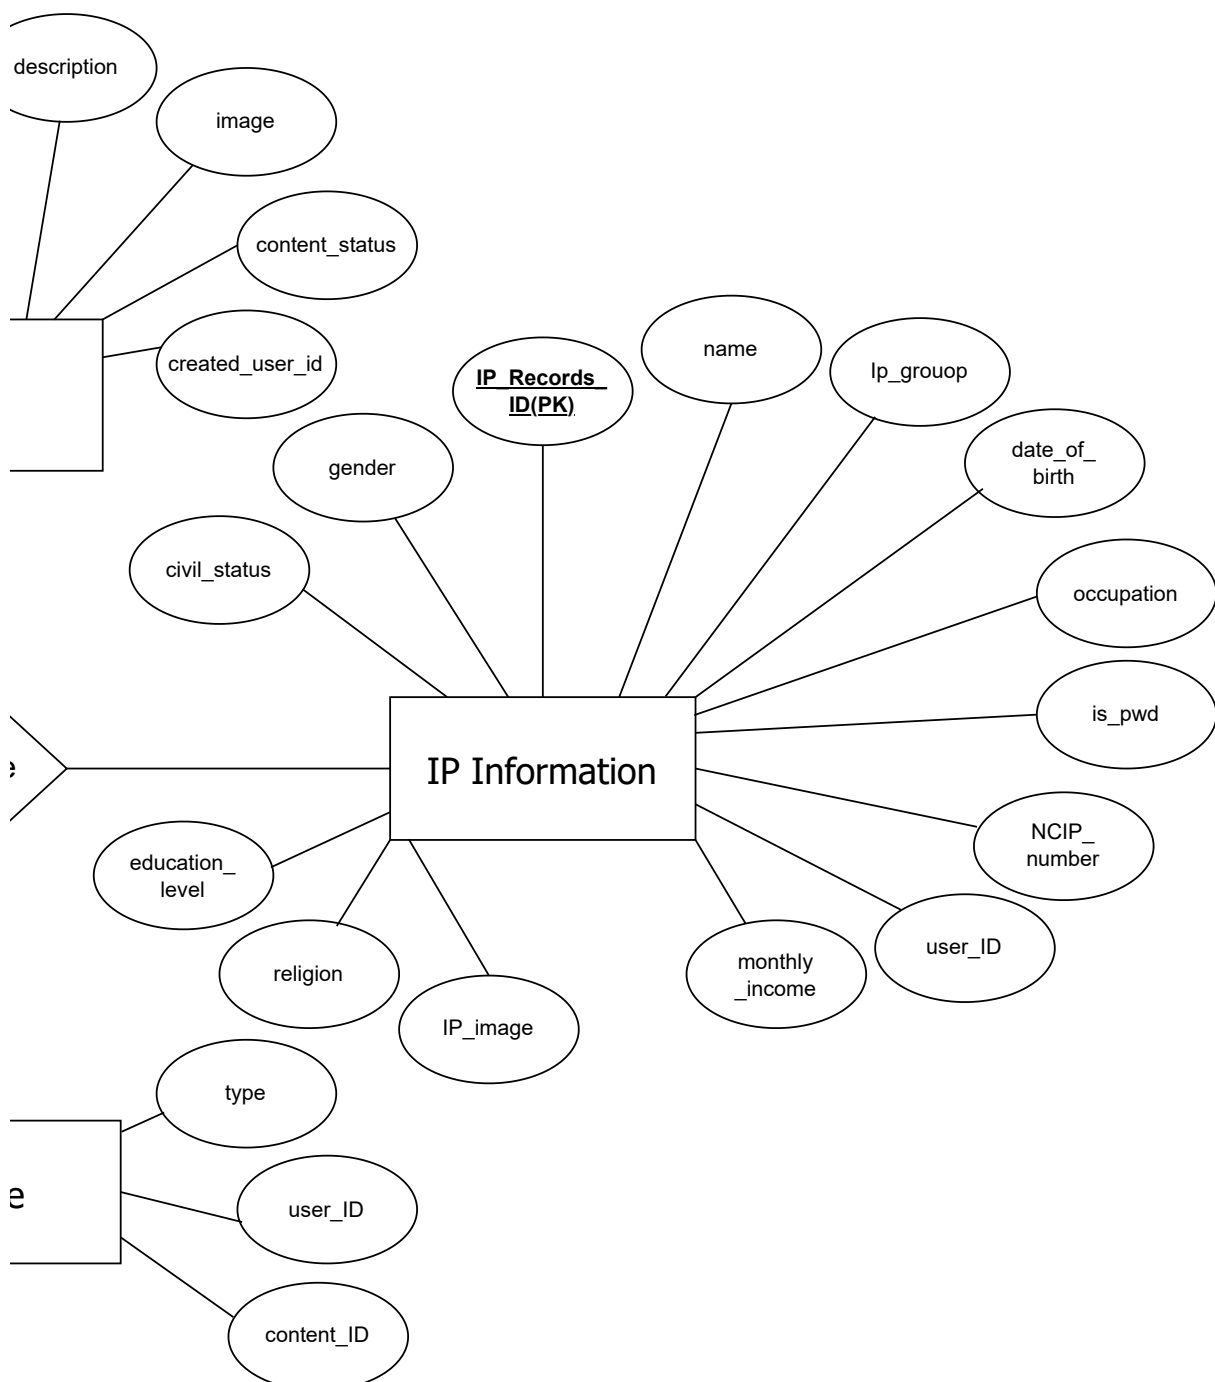 description
image
content_status
created_user_id
IP_Records_
ID(PK)
name
Ip_grouop
gender
date_of_
birth
civil_status
occupation
is_pwd
IP Information
e
NCIP_
number
education_
level
user_ID
religion
monthly
_income
IP_image
type
e
user_ID
content_ID